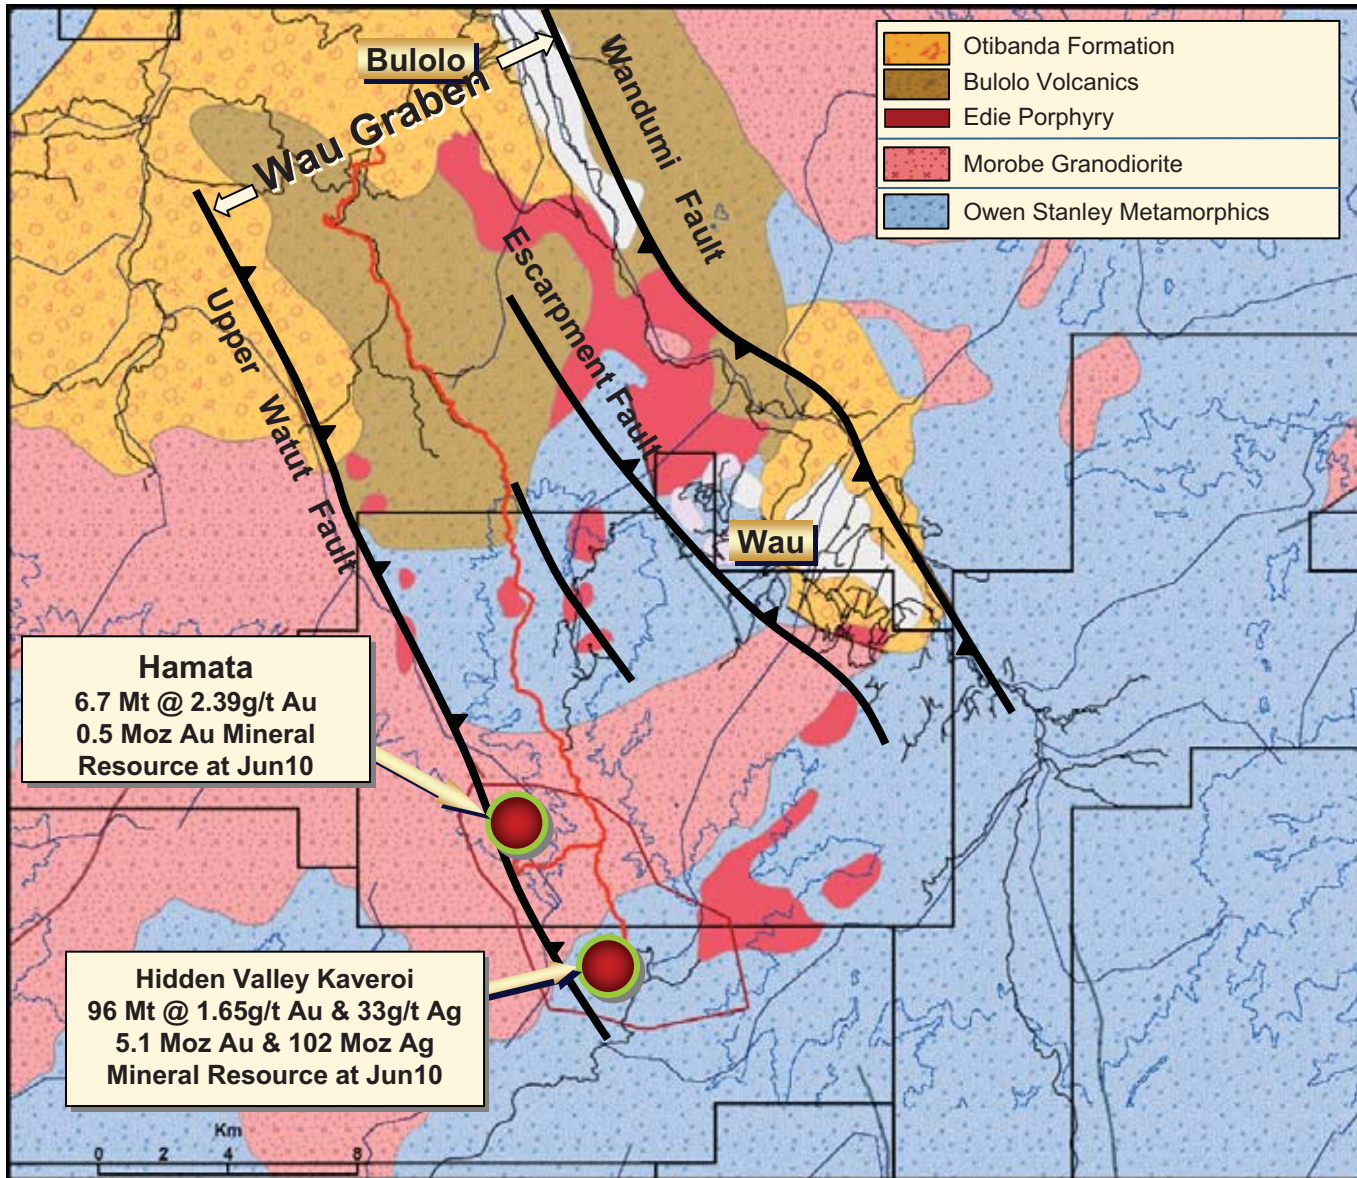 Bulolo
Wau Graben
Wandumi Fault
Escarpment Fault
Upper Watut Fault
Wau
Otibanda Formation
Bulolo Volcanics
Edie Porphyry
Morobe Granodiorite
Owen Stanley Metamorphics
Hamata
6.7 Mt @ 2.39g/t Au
0.5 Moz Au Mineral
Resource at Jun10
Hidden Valley Kaveroi
96 Mt @ 1.65g/t Au & 33g/t Ag
5.1 Moz Au & 102 Moz Ag
Mineral Resource at Jun10
Km
0 2 4 8